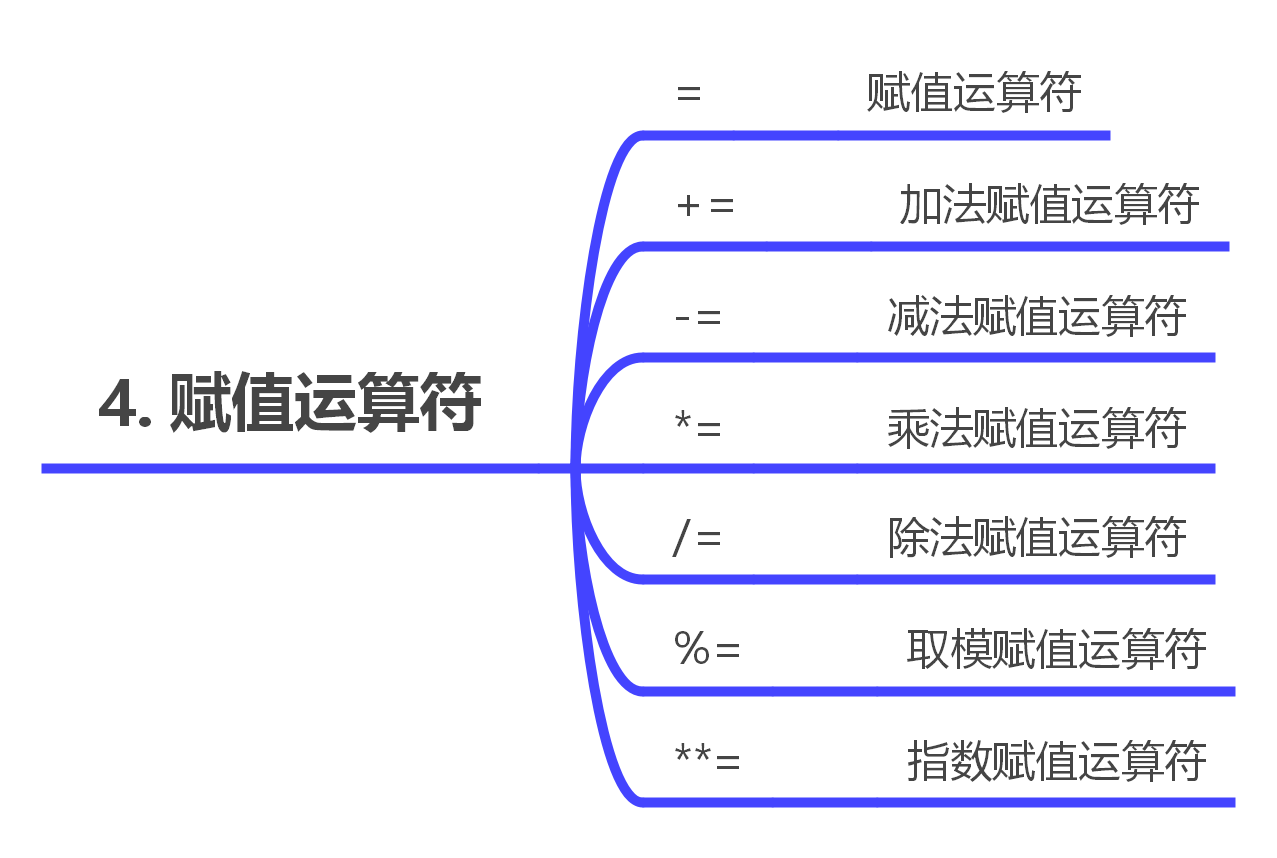 = 赋值运算符
+= 加法赋值运算符
-= 减法赋值运算符
4. 赋值运算符
*= 乘法赋值运算符
/= 除法赋值运算符
%= 取模赋值运算符
**= 指数赋值运算符